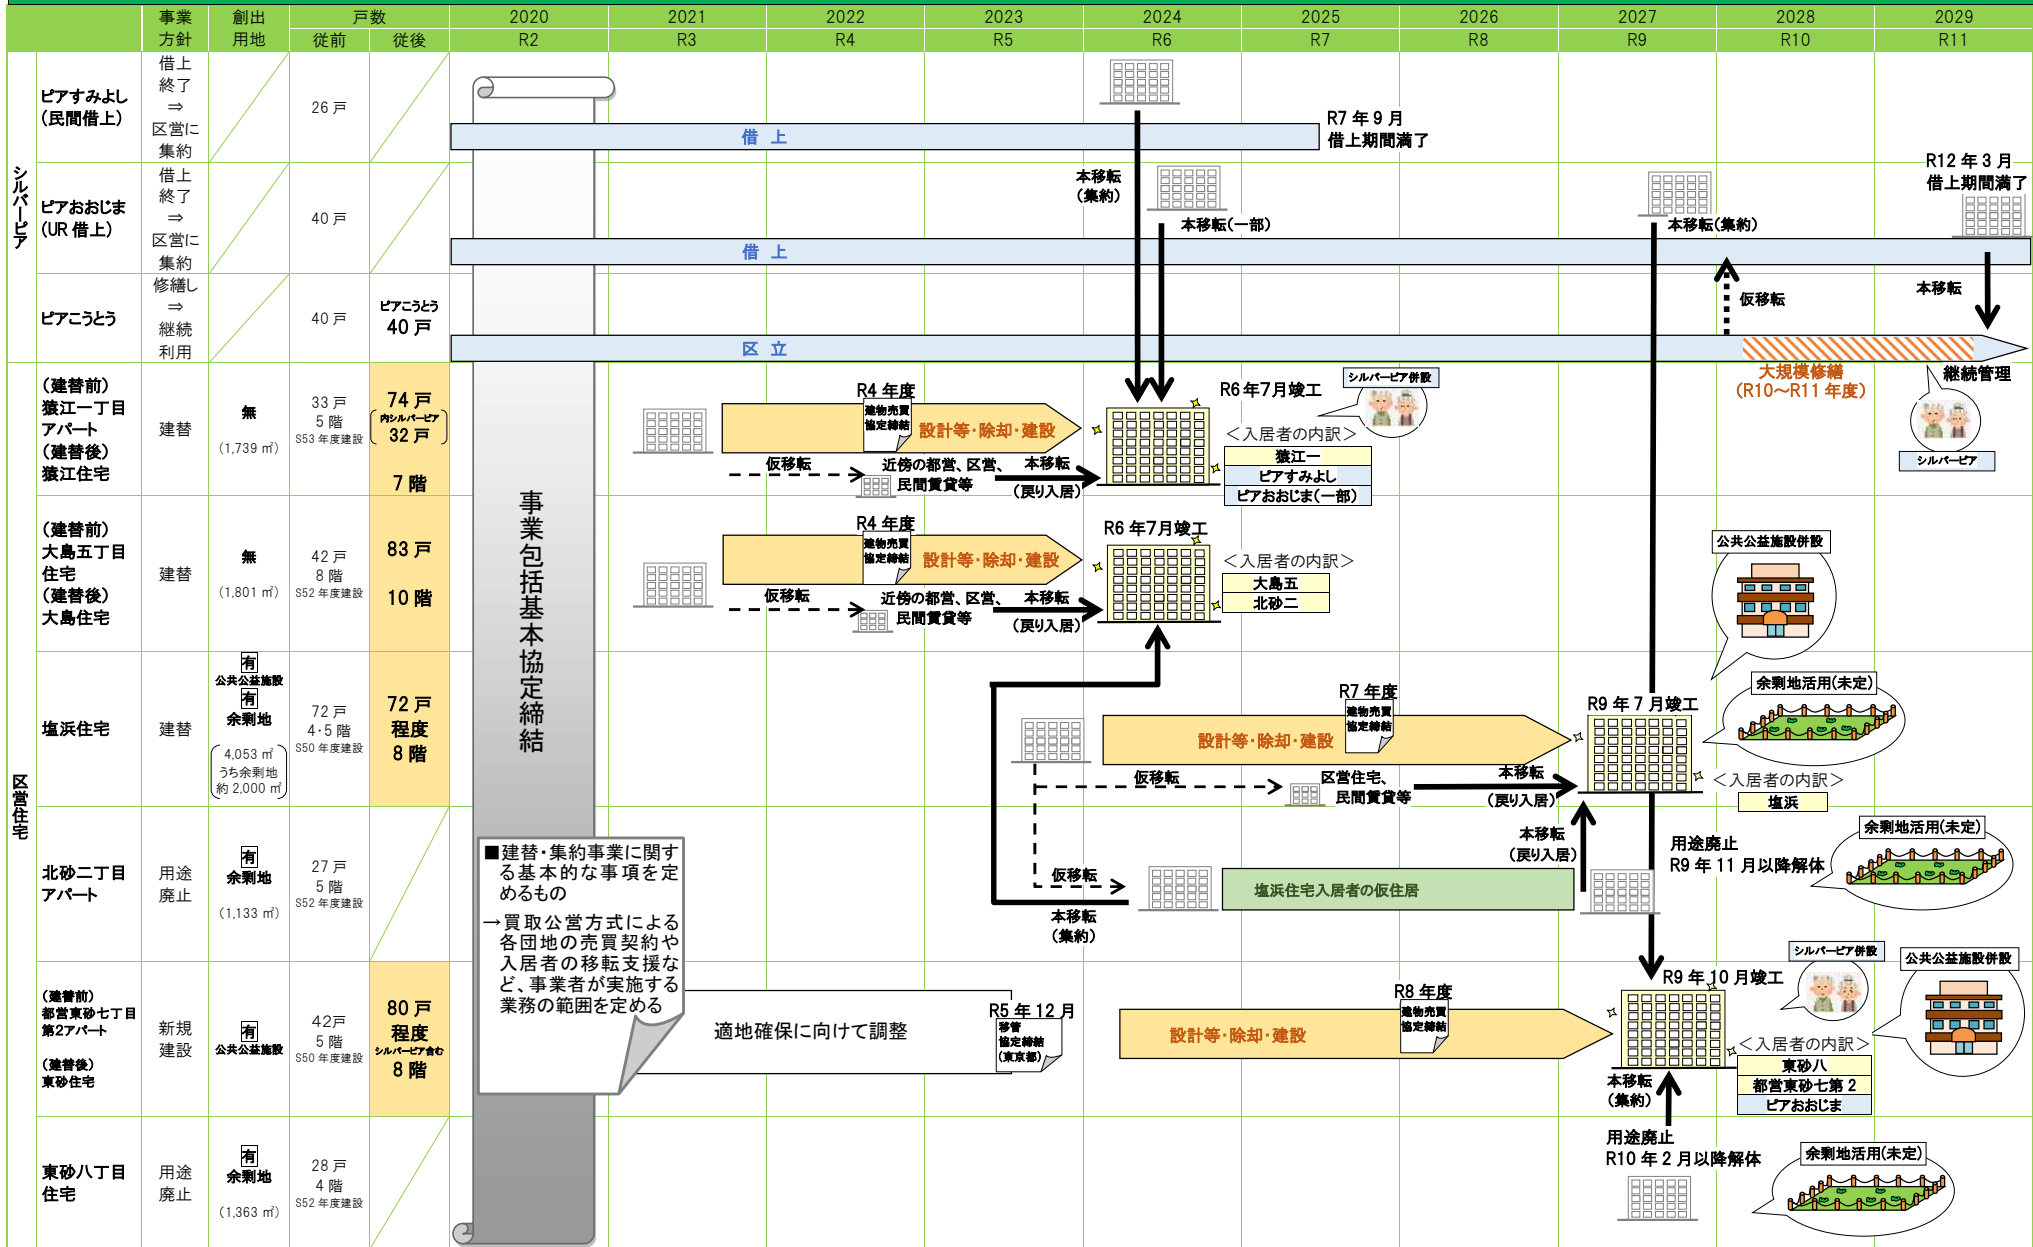 事業
方針
創出
用地
戸数
従前
従後
2020
R2
2021
R3
2022
R4
2023
R5
2024
R6
2025
R7
2026
R8
2027
R9
2028
R10
2029
R11
シルバーピア
ピアすみよし
(民間借上)
借上
終了
⇒
区営に
集約
26戸
借 上
R7年9月
借上期間満了
本移転
(集約)
ピアおおじま
(UR借上)
借上
終了
⇒
区営に
集約
40戸
借 上
本移転(一部)
本移転(集約)
R12年3月
借上期間満了
ピアこうとう
修繕し
⇒
継続
利用
40戸
ピアこうとう
40戸
区 立
仮移転
本移転
大規模修繕
(R10~R11年度)
継続管理
シルバーピア
区営住宅
(建替前)
猿江一丁目
アパート
(建替後)
猿江住宅
建替
無
(1,739㎡)
33戸
5階
S53年度建設
74戸
内シルバーピア
32戸
7階
R4年度
建物売買
協定締結
設計等・除却・建設
仮移転
近傍の都営、区営、
民間賃貸等
本移転
(戻り入居)
R6年7月竣工
シルバーピア併設
<入居者の内訳>
猿江一
ピアすみよし
ピアおおじま(一部)
(建替前)
大島五丁目
住宅
(建替後)
大島住宅
建替
無
(1,801㎡)
42戸
8階
S52年度建設
83戸
10階
R4年度
建物売買
協定締結
設計等・除却・建設
仮移転
近傍の都営、区営、
民間賃貸等
本移転
(戻り入居)
R6年7月竣工
<入居者の内訳>
大島五
北砂二
公共公益施設併設
塩浜住宅
建替
有
公共公益施設
有
余剰地
4,053㎡
うち余剰地
約2,000㎡
72戸
4・5階
S50年度建設
72戸
程度
8階
R7年度
建物売買
協定締結
設計等・除却・建設
仮移転
区営住宅、
民間賃貸等
本移転
(戻り入居)
R9年7月竣工
余剰地活用(未定)
<入居者の内訳>
塩浜
北砂二丁目
アパート
用途
廃止
有
余剰地
(1,133㎡)
27戸
5階
S52年度建設
仮移転
本移転
(集約)
塩浜住宅入居者の仮住居
本移転
(戻り入居)
用途廃止
R9年11月以降解体
余剰地活用(未定)
(建替前)
都営東砂七丁目
第2アパート
(建替後)
東砂住宅
新規
建設
有
公共公益施設
42戸
5階
S50年度建設
80戸
程度
シルバーピア含む
8階
適地確保に向けて調整
R5年12月
移管
協定締結
(東京都)
R8年度
建物売買
協定締結
設計等・除却・建設
R9年10月竣工
シルバーピア併設
公共公益施設併設
<入居者の内訳>
東砂八
都営東砂七第2
ピアおおじま
本移転
(集約)
東砂八丁目
住宅
用途
廃止
有
余剰地
(1,363㎡)
28戸
4階
S52年度建設
用途廃止
R10年2月以降解体
余剰地活用(未定)
事業包括基本協定締結
■建替・集約事業に関す
る基本的な事項を定
めるもの
→買取公営方式による
各団地の売買契約や
入居者の移転支援な
ど、事業者が実施する
業務の範囲を定める